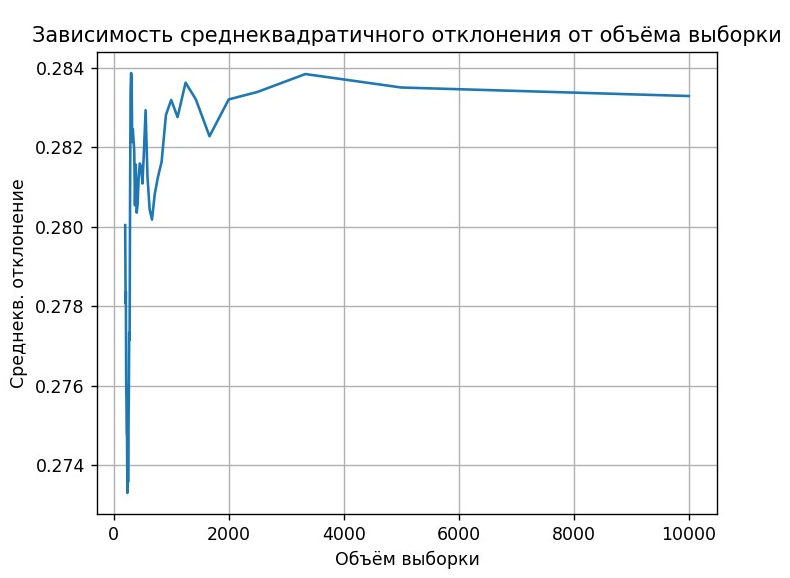 Зависимость среднеквадратичного отклонения от объёма выборки
0.284
0.282
0.280
0.278
0.276
0.274
Среднекв. отклонение
0 2000 4000 6000 8000 10000
Объём выборки